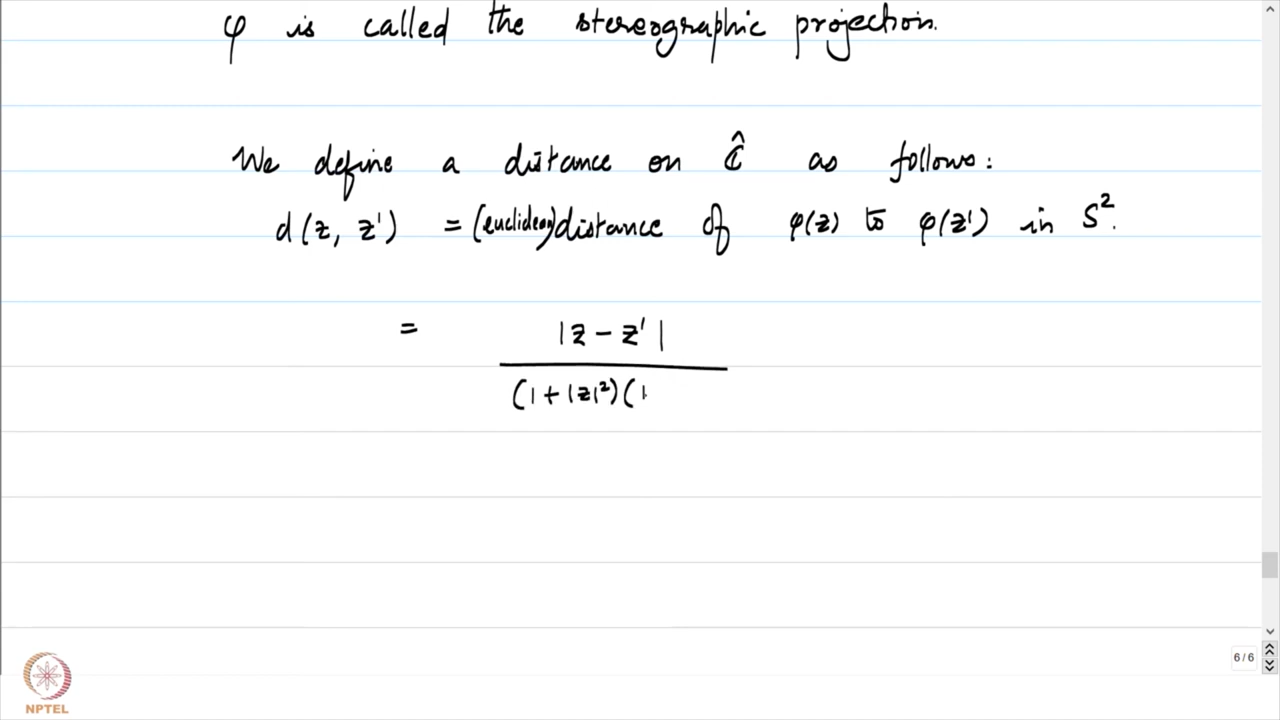 φ is called the stereographic projection.
We define a distance on Ĉ as follows:
d(z, z') = (euclidean) distance of φ(z) to φ(z') in S².
= |z - z'|
(1+|z|²)(1
6/6
NPTEL